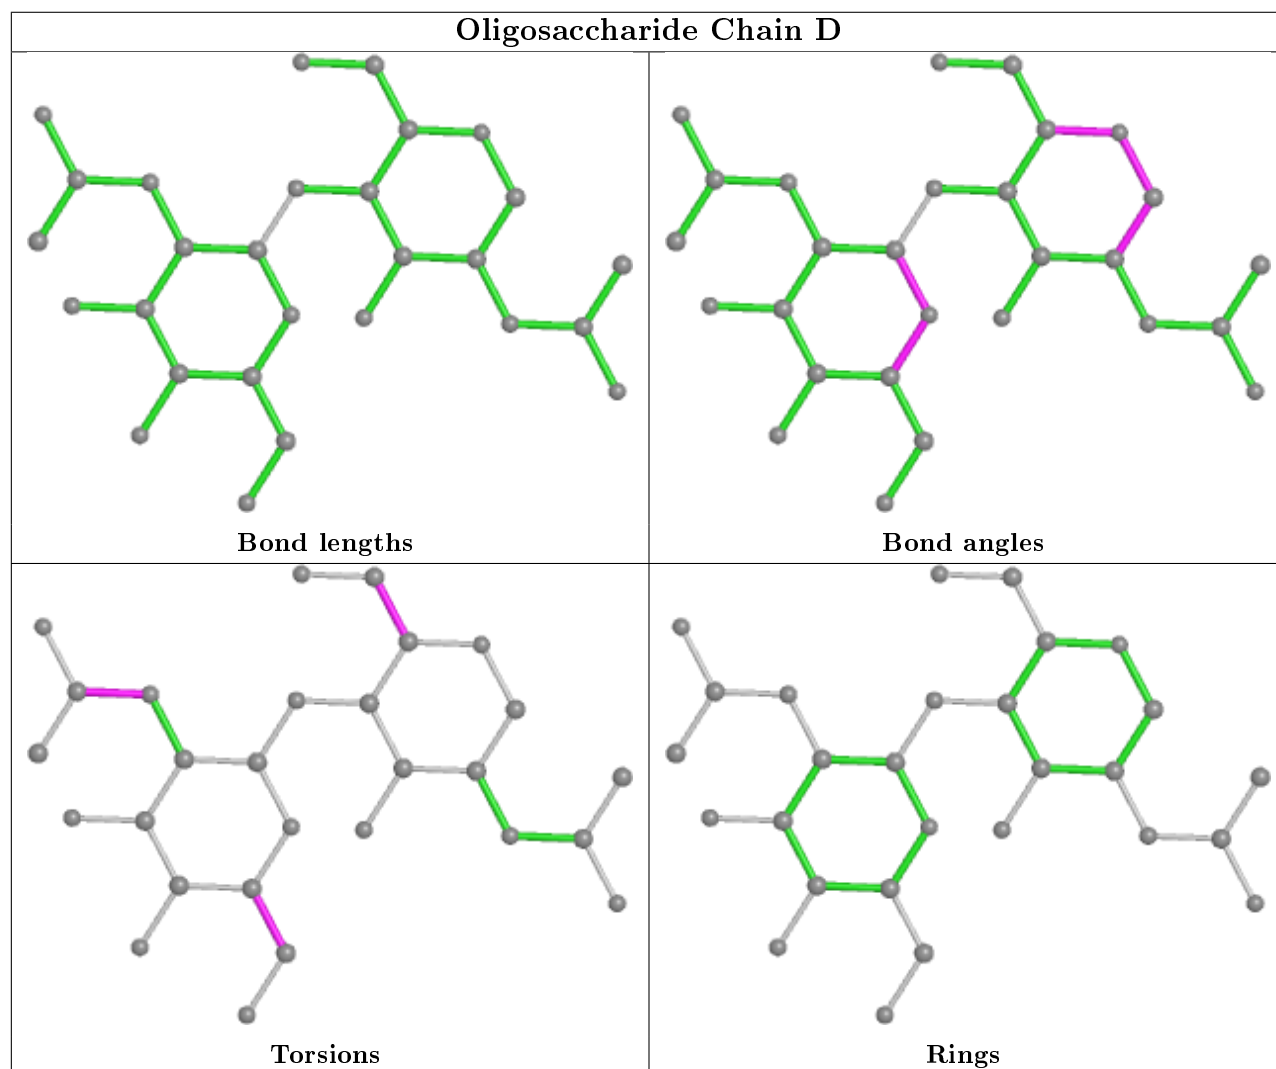 Oligosaccharide Chain D
Bond lengths
Bond angles
Torsions
Rings